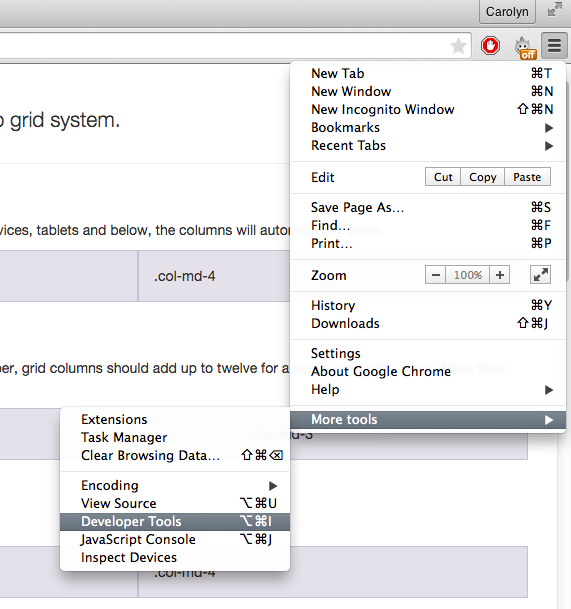 Carolyn
off
New Tab ⌘T
New Window ⌘N
o grid system.
New Incognito Window ⇧⌘N
Bookmarks
Recent Tabs
Edit Cut Copy Paste
Save Page As... ⌘S
vices, tablets and below, the columns will autom
Find... ⌘F
Print... ⌘P
.col-md-4
Zoom − 100% +
History ⌘Y
Downloads ⇧⌘J
Settings
About Google Chrome
per, grid columns should add up to twelve for a
Help
More tools
Extensions
Task Manager
Clear Browsing Data... ⇧⌘⌫
Encoding
View Source ⌥⌘U
Developer Tools ⌥⌘I
JavaScript Console ⌥⌘J
Inspect Devices
.col-md-4